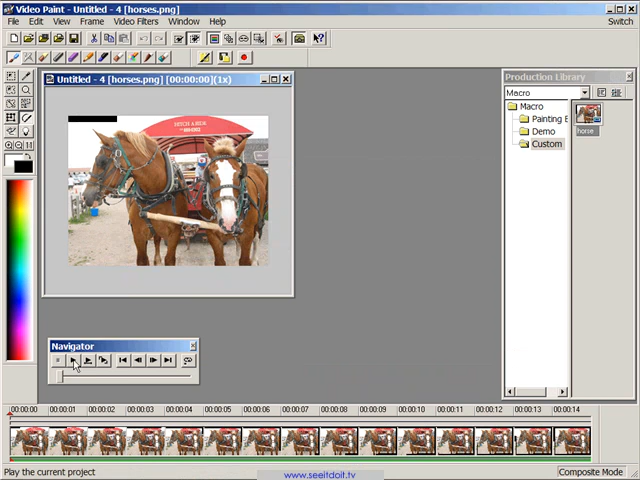 Video Paint - Untitled - 4 [horses.png]
File Edit View Frame Video Filters Window Help Switch
Untitled - 4 [horses.png] [00:00:00](1x)
Production Library
Macro
Macro
Painting E
Demo
Custom
horse
Navigator
00:00:00 00:00:01 00:00:02 00:00:03 00:00:04 00:00:05 00:00:06 00:00:07 00:00:08 00:00:09 00:00:10 00:00:11 00:00:12 00:00:13 00:00:14
Play the current project
www.seeitdoit.tv
Composite Mode